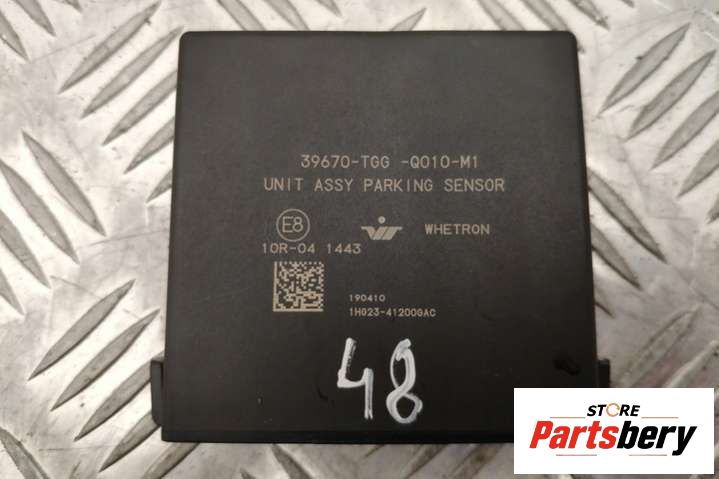 39670-TGG -Q010-M1
UNIT ASSY PARKING SENSOR
E8
WHETRON
10R-04 1443
190410
1H023-41200GAC
48
STORE
Partsbery